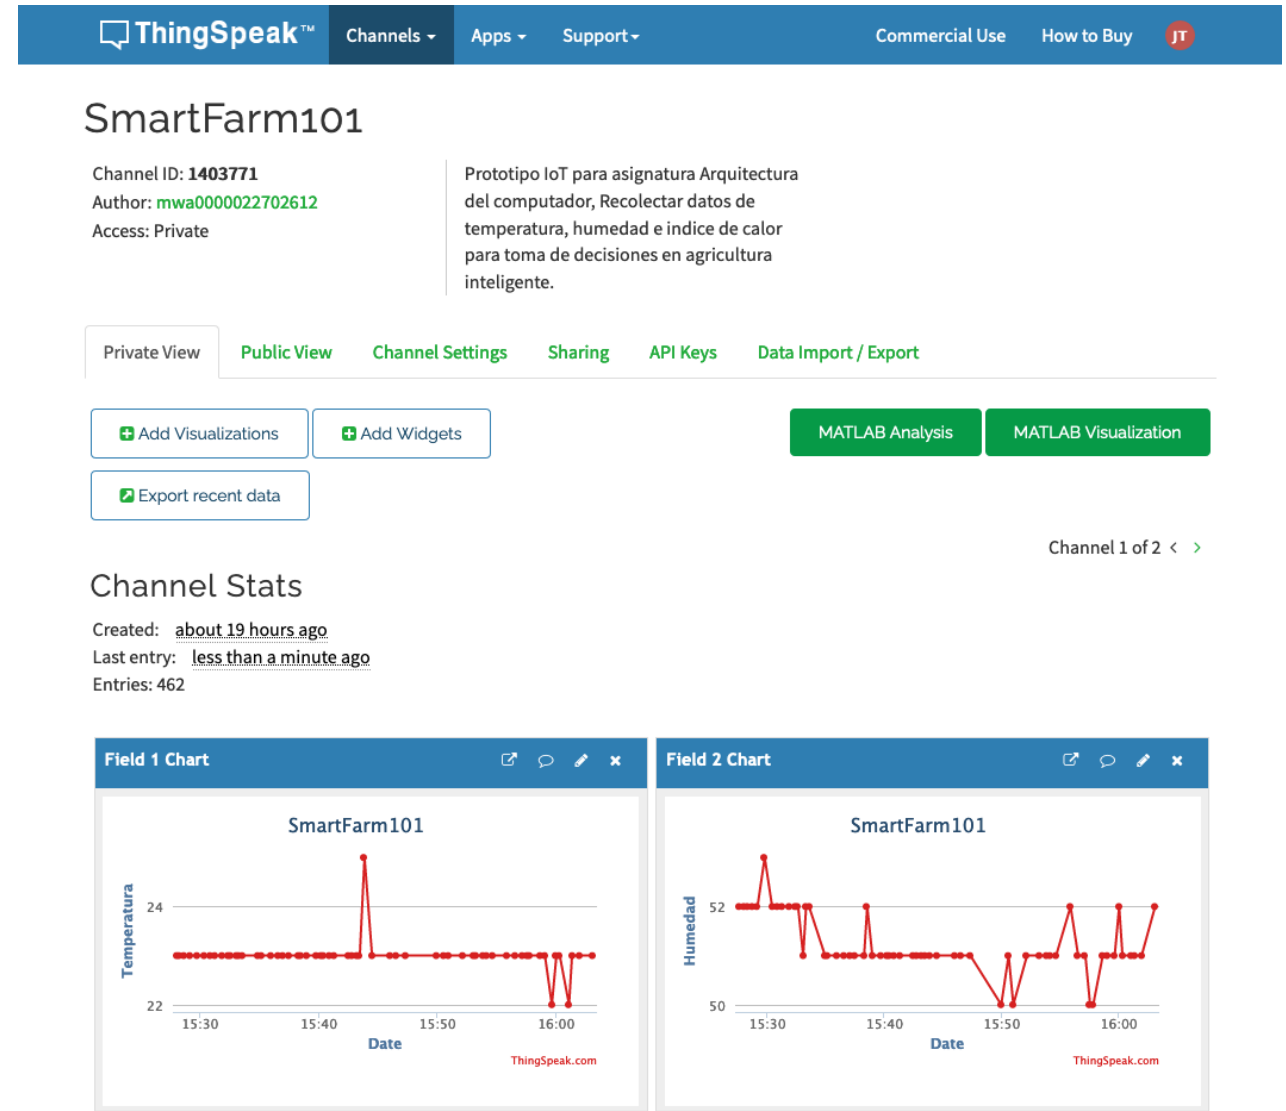 ThingSpeak™ Channels Apps Support Commercial Use How to Buy JT
SmartFarm101
Channel ID: 1403771
Author: mwa0000022702612
Access: Private
Prototipo IoT para asignatura Arquitectura
del computador, Recolectar datos de
temperatura, humedad e indice de calor
para toma de decisiones en agricultura
inteligente.
Private View Public View Channel Settings Sharing API Keys Data Import / Export
Add Visualizations Add Widgets MATLAB Analysis MATLAB Visualization
Export recent data
Channel 1 of 2 < >
Channel Stats
Created: about 19 hours ago
Last entry: less than a minute ago
Entries: 462
Field 1 Chart
SmartFarm101
Temperatura
24
22
15:30 15:40 15:50 16:00
Date
ThingSpeak.com
Field 2 Chart
SmartFarm101
Humedad
52
50
15:30 15:40 15:50 16:00
Date
ThingSpeak.com